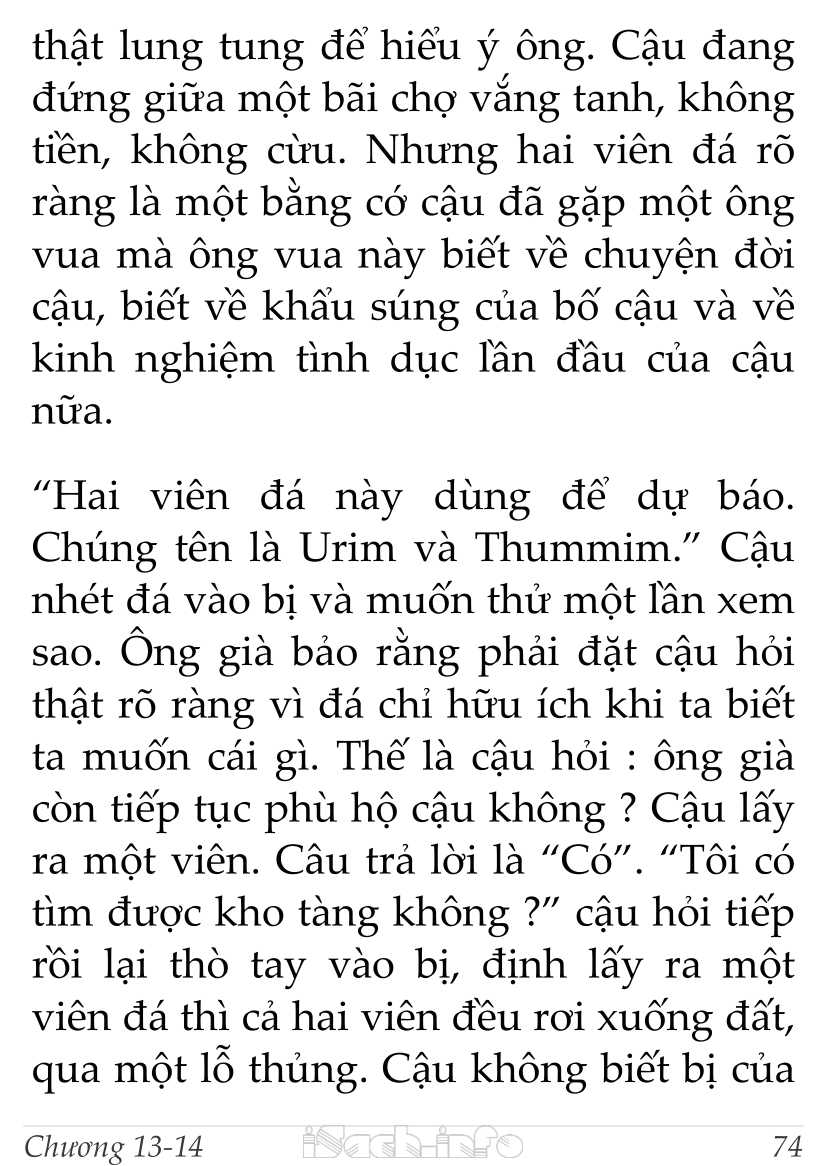 thật lung tung để hiểu ý ông. Cậu đang
đứng giữa một bãi chợ vắng tanh, không
tiền, không cừu. Nhưng hai viên đá rõ
ràng là một bằng cớ cậu đã gặp một ông
vua mà ông vua này biết về chuyện đời
cậu, biết về khẩu súng của bố cậu và về
kinh nghiệm tình dục lần đầu của cậu
nữa.
“Hai viên đá này dùng để dự báo.
Chúng tên là Urim và Thummim.” Cậu
nhét đá vào bị và muốn thử một lần xem
sao. Ông già bảo rằng phải đặt cậu hỏi
thật rõ ràng vì đá chỉ hữu ích khi ta biết
ta muốn cái gì. Thế là cậu hỏi : ông già
còn tiếp tục phù hộ cậu không ? Cậu lấy
ra một viên. Câu trả lời là “Có”. “Tôi có
tìm được kho tàng không ?” cậu hỏi tiếp
rồi lại thò tay vào bị, định lấy ra một
viên đá thì cả hai viên đều rơi xuống đất,
qua một lỗ thủng. Cậu không biết bị của
Chương 13-14 iSach.info 74